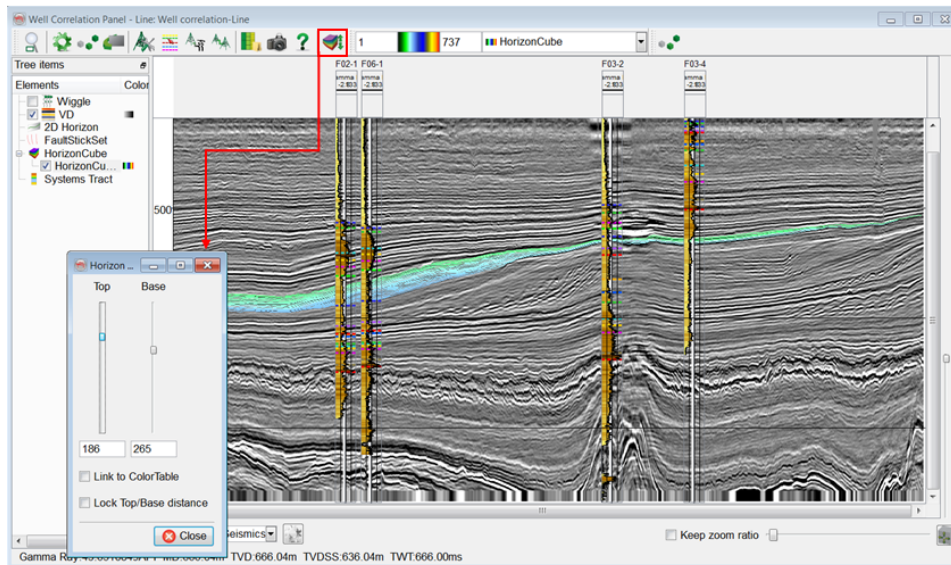 Well Correlation Panel - Line: Well correlation-Line
1 737 HorizonCube
Tree items
Elements Color
Wiggle
VD
2D Horizon
FaultStickSet
HorizonCube
HorizonCu...
Systems Tract
F02-1 F06-1 F03-2 F03-4
500
Horizon ...
Top Base
186 265
Link to ColorTable
Lock Top/Base distance
Close
Keep zoom ratio
TVD:666.04m TVDSS:636.04m TWT:666.00ms